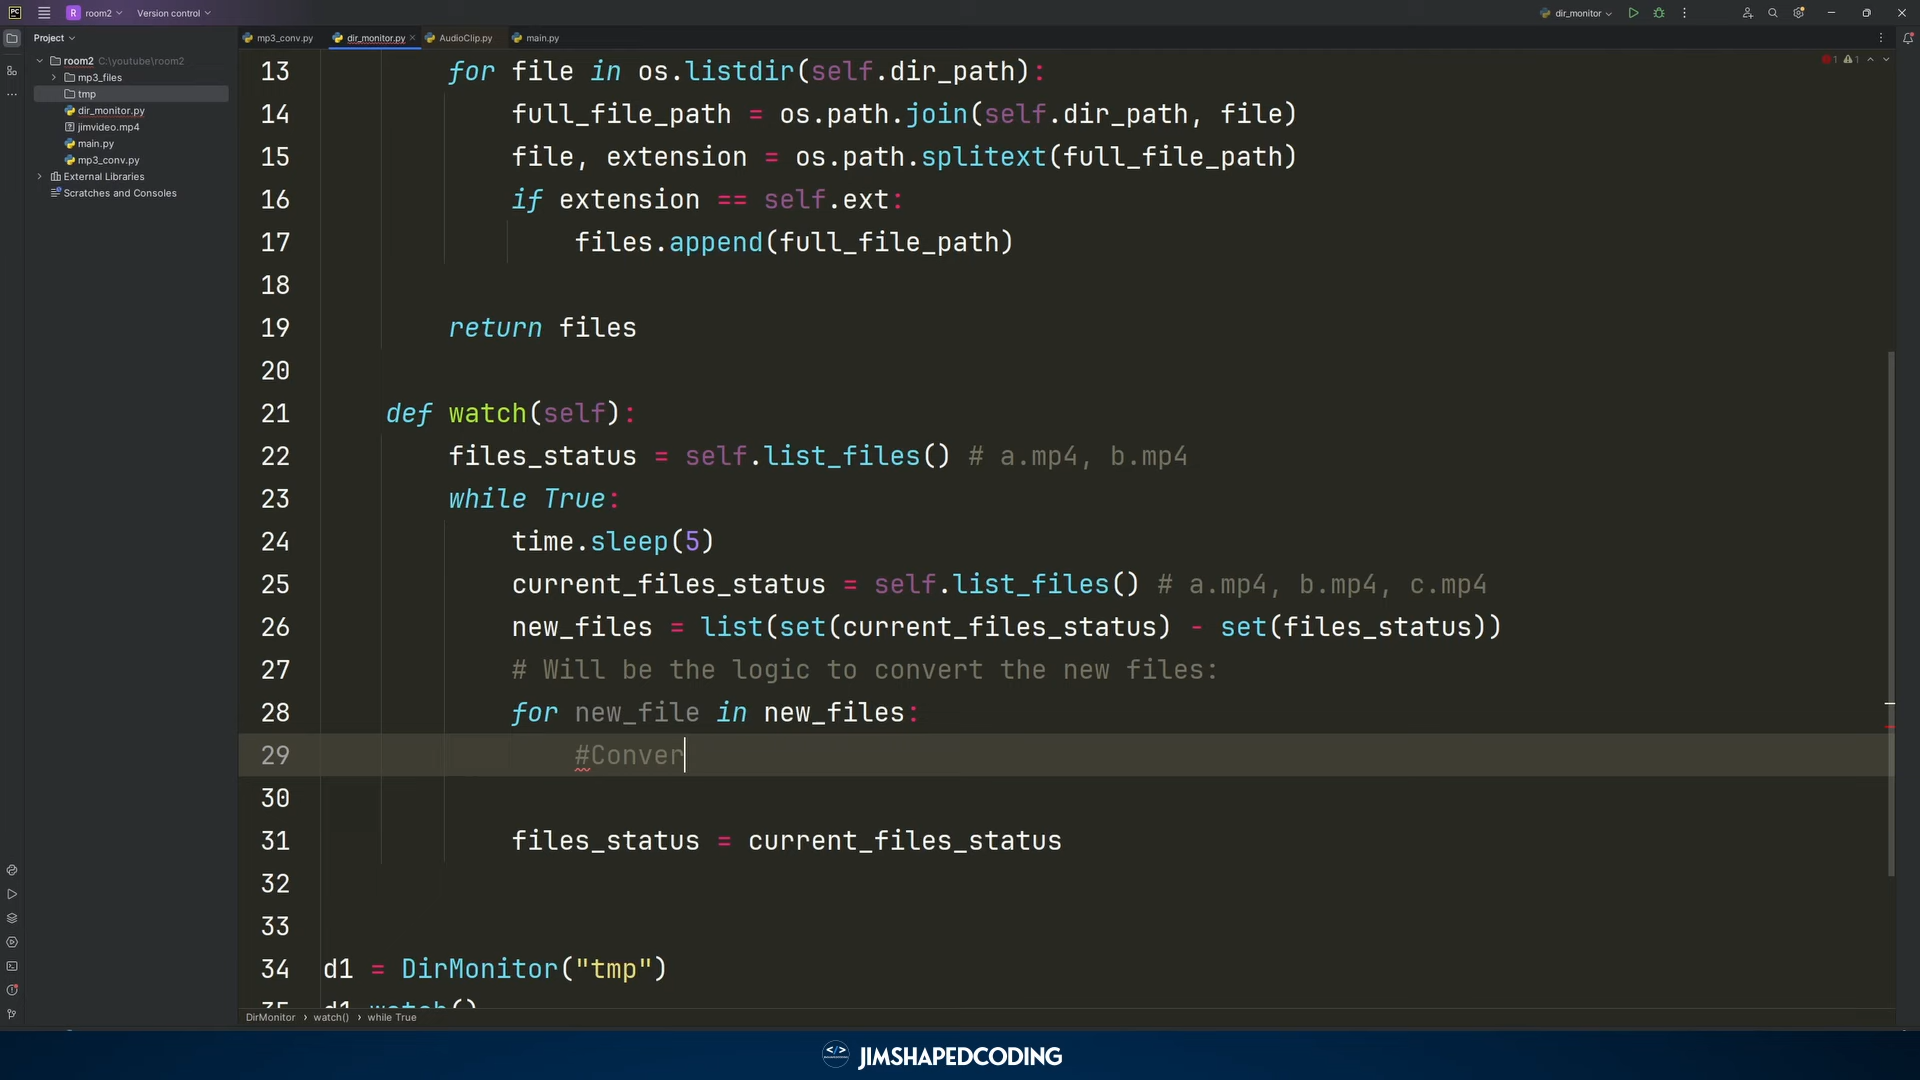 PC R room2 Version control dir_monitor
Project mp3_conv.py dir_monitor.py AudioClip.py main.py
room2 C:\youtube\room2
mp3_files
tmp
dir_monitor.py
jimvideo.mp4
main.py
mp3_conv.py
External Libraries
Scratches and Consoles
1 1
13 for file in os.listdir(self.dir_path):
14 full_file_path = os.path.join(self.dir_path, file)
15 file, extension = os.path.splitext(full_file_path)
16 if extension == self.ext:
17 files.append(full_file_path)
18
19 return files
20
21 def watch(self):
22 files_status = self.list_files() # a.mp4, b.mp4
23 while True:
24 time.sleep(5)
25 current_files_status = self.list_files() # a.mp4, b.mp4, c.mp4
26 new_files = list(set(current_files_status) - set(files_status))
27 # Will be the logic to convert the new files:
28 for new_file in new_files:
29 #Conver
30
31 files_status = current_files_status
32
33
34 d1 = DirMonitor("tmp")
35 d1.watch()
DirMonitor › watch() › while True
</> JIMSHAPEDCODING